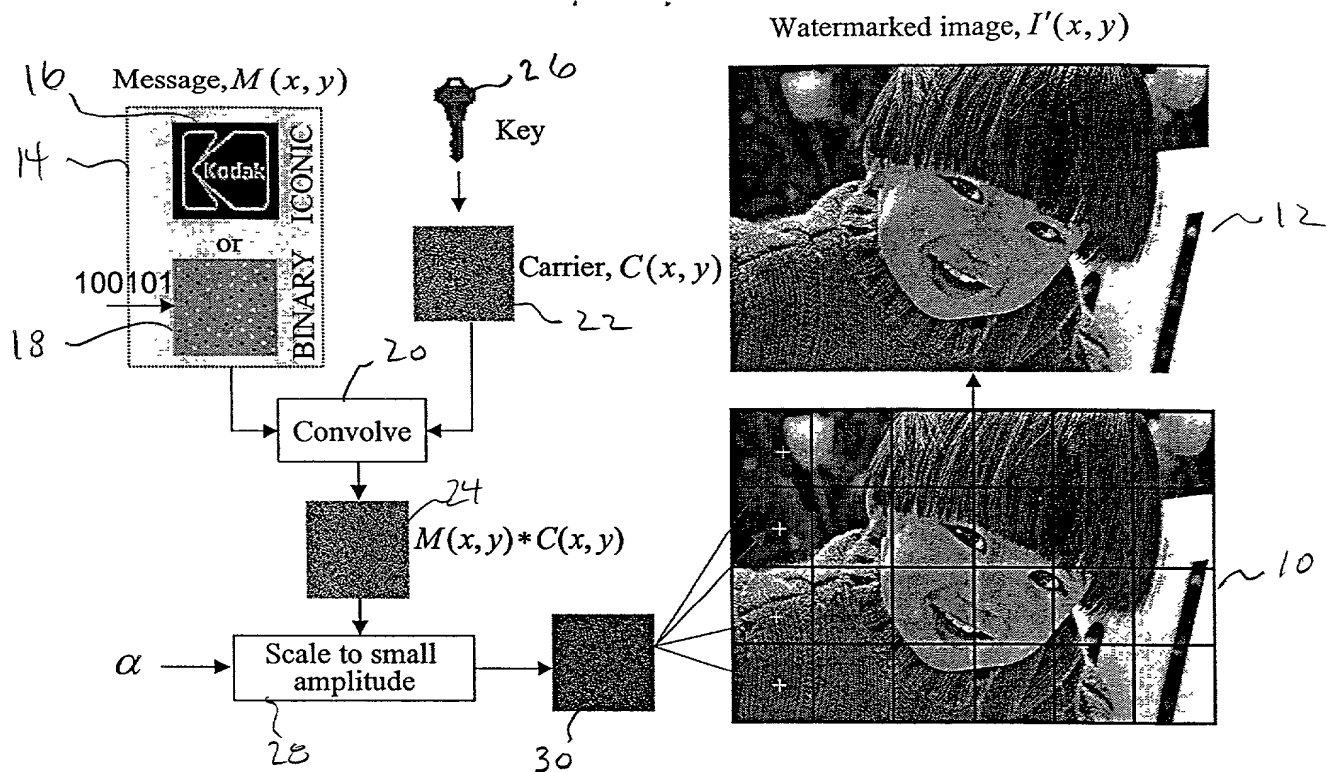 Watermarked image, I′(x, y)
Message, M (x, y)
16
26
Key
14
Kodak
ICONIC
or
100101
BINARY
18
Carrier, C(x, y)
22
12
20
Convolve
24
M(x, y)∗C(x, y)
10
α
Scale to small
amplitude
28
30